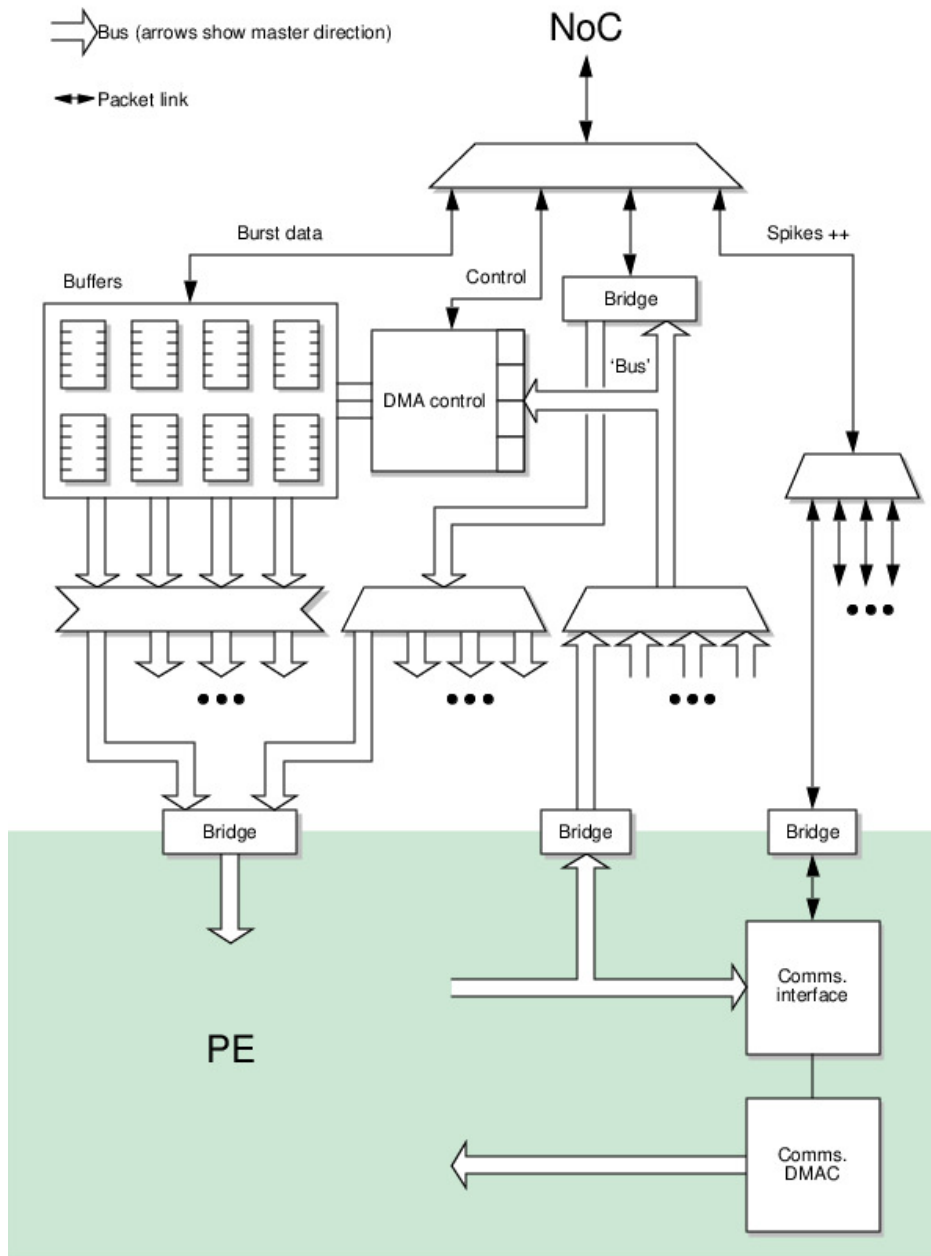 Bus (arrows show master direction)
NoC
Packet link
Burst data
Spikes ++
Buffers
Control
Bridge
'Bus'
DMA control
Bridge
Bridge
Bridge
Comms.
interface
PE
Comms.
DMAC